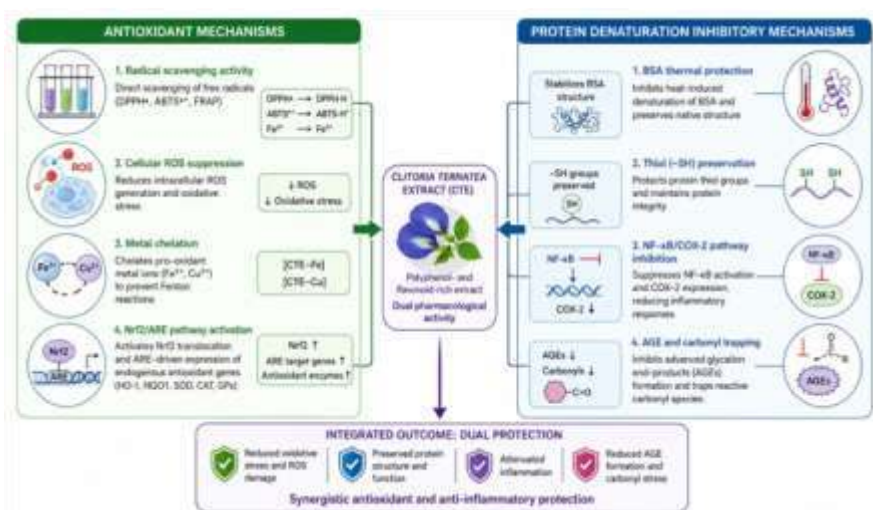 ANTIOXIDANT MECHANISMS
1. Radical scavenging activity
Direct scavenging of free radicals
(DPPH•, ABTS•+, FRAP)
DPPH• → DPPH-H
ABTS•+ → ABTS-H+
Fe³⁺ → Fe²⁺
ROS
2. Cellular ROS suppression
Reduces intracellular ROS
generation and oxidative
stress
↓ ROS
↓ Oxidative stress
Fe²⁺
Cu²⁺
3. Metal chelation
Chelates pro-oxidant
metal ions (Fe²⁺, Cu²⁺)
to prevent Fenton
reactions
[CTE-Fe]
[CTE-Cu]
Nrf2
ARE
4. Nrf2/ARE pathway activation
Activates Nrf2 translocation
and ARE-driven expression of
endogenous antioxidant genes
(HO-1, NQO1, SOD, CAT, GPx)
Nrf2 ↑
ARE target genes ↑
Antioxidant enzymes ↑
CLITORIA TERNATEA
EXTRACT (CTE)
Polyphenol- and
flavonoid-rich extract
Dual pharmacological
activity
PROTEIN DENATURATION INHIBITORY MECHANISMS
Stabilizes BSA
structure
1. BSA thermal protection
Inhibits heat-induced
denaturation of BSA and
preserves native structure
-SH groups
preserved
SH
2. Thiol (-SH) preservation
Protects protein thiol groups
and maintains protein
integrity
SH SH
NF-κB
COX-2 ↓
3. NF-κB/COX-2 pathway
inhibition
Suppresses NF-κB activation
and COX-2 expression,
reducing inflammatory
responses
NF-κB
COX-2
AGEs ↓
Carbonyls ↓
C=O
4. AGE and carbonyl trapping
Inhibits advanced glycation
end-products (AGEs)
formation and traps reactive
carbonyl species.
AGEs
INTEGRATED OUTCOME: DUAL PROTECTION
Reduced oxidative
stress and ROS
damage
Preserved protein
structure and
function
Attenuated
inflammation
Reduced AGE
formation and
carbonyl stress
Synergistic antioxidant and anti-inflammatory protection